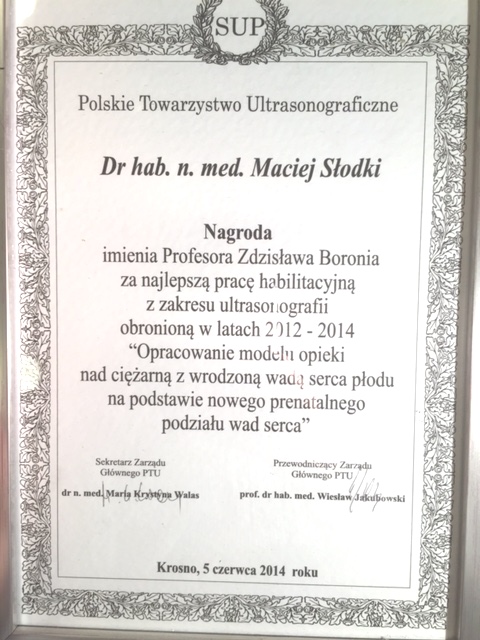 SUP
Polskie Towarzystwo Ultrasonograficzne
Dr hab. n. med. Maciej Słodki
Nagroda
imienia Profesora Zdzisława Boronia
za najlepszą pracę habilitacyjną
z zakresu ultrasonografii
obronioną w latach 2012 - 2014
“Opracowanie modelu opieki
nad ciężarną z wrodzoną wadą serca płodu
na podstawie nowego prenatalnego
podziału wad serca”
Sekretarz Zarządu
Głównego PTU
dr n. med. Maria Krystyna Walas
Przewodniczący Zarządu
Głównego PTU
prof. dr hab. med. Wiesław Jakubowski
Krosno, 5 czerwca 2014 roku